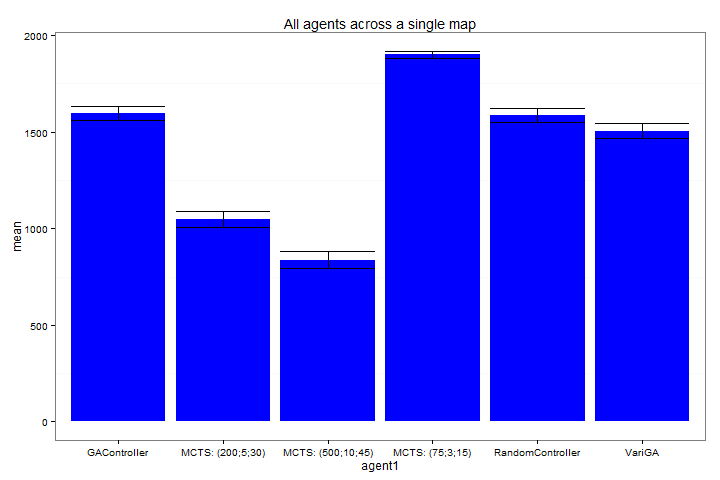 All agents across a single map
2000
1500
1000
500
0
mean
GAController
MCTS: (200;5;30)
MCTS: (500;10;45)
MCTS: (75;3;15)
RandomController
VariGA
agent1